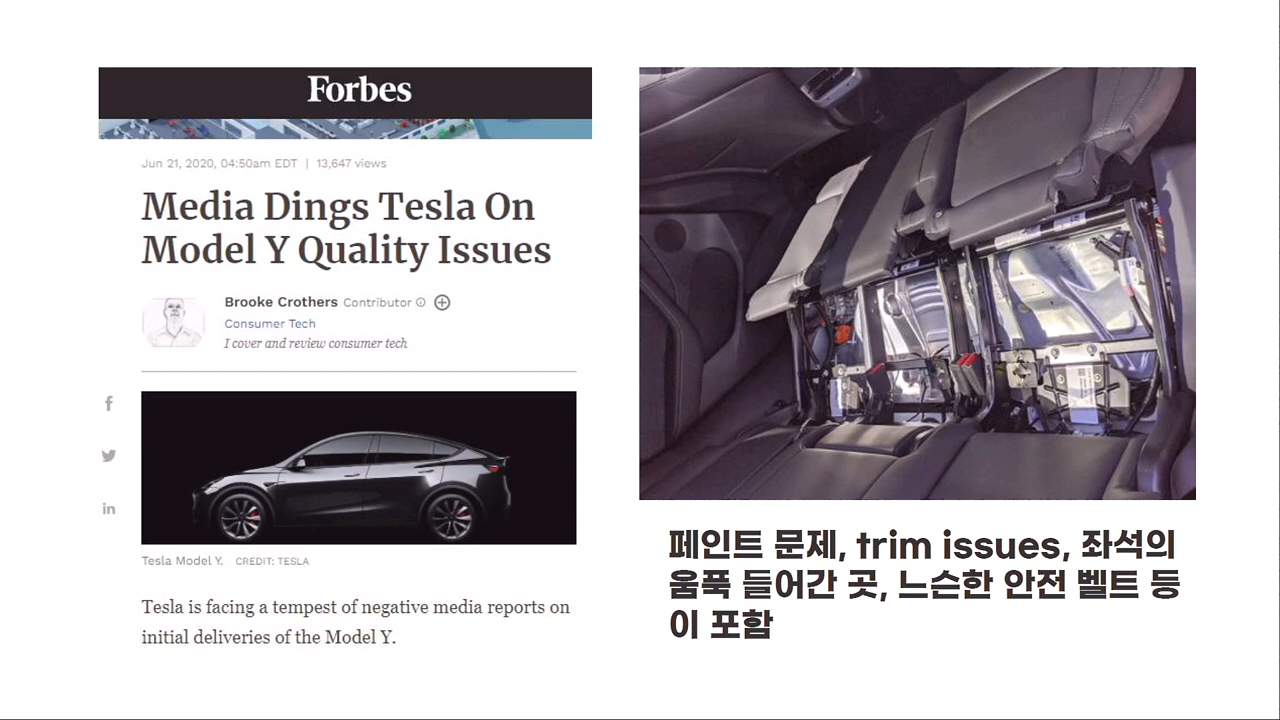 Forbes
Jun 21, 2020, 04:50am EDT | 13,647 views
Media Dings Tesla On
Model Y Quality Issues
Brooke Crothers Contributor
Consumer Tech
I cover and review consumer tech
Tesla Model Y. CREDIT: TESLA
Tesla is facing a tempest of negative media reports on
initial deliveries of the Model Y.
페인트 문제, trim issues, 좌석의
움푹 들어간 곳, 느슨한 안전 벨트 등
이 포함